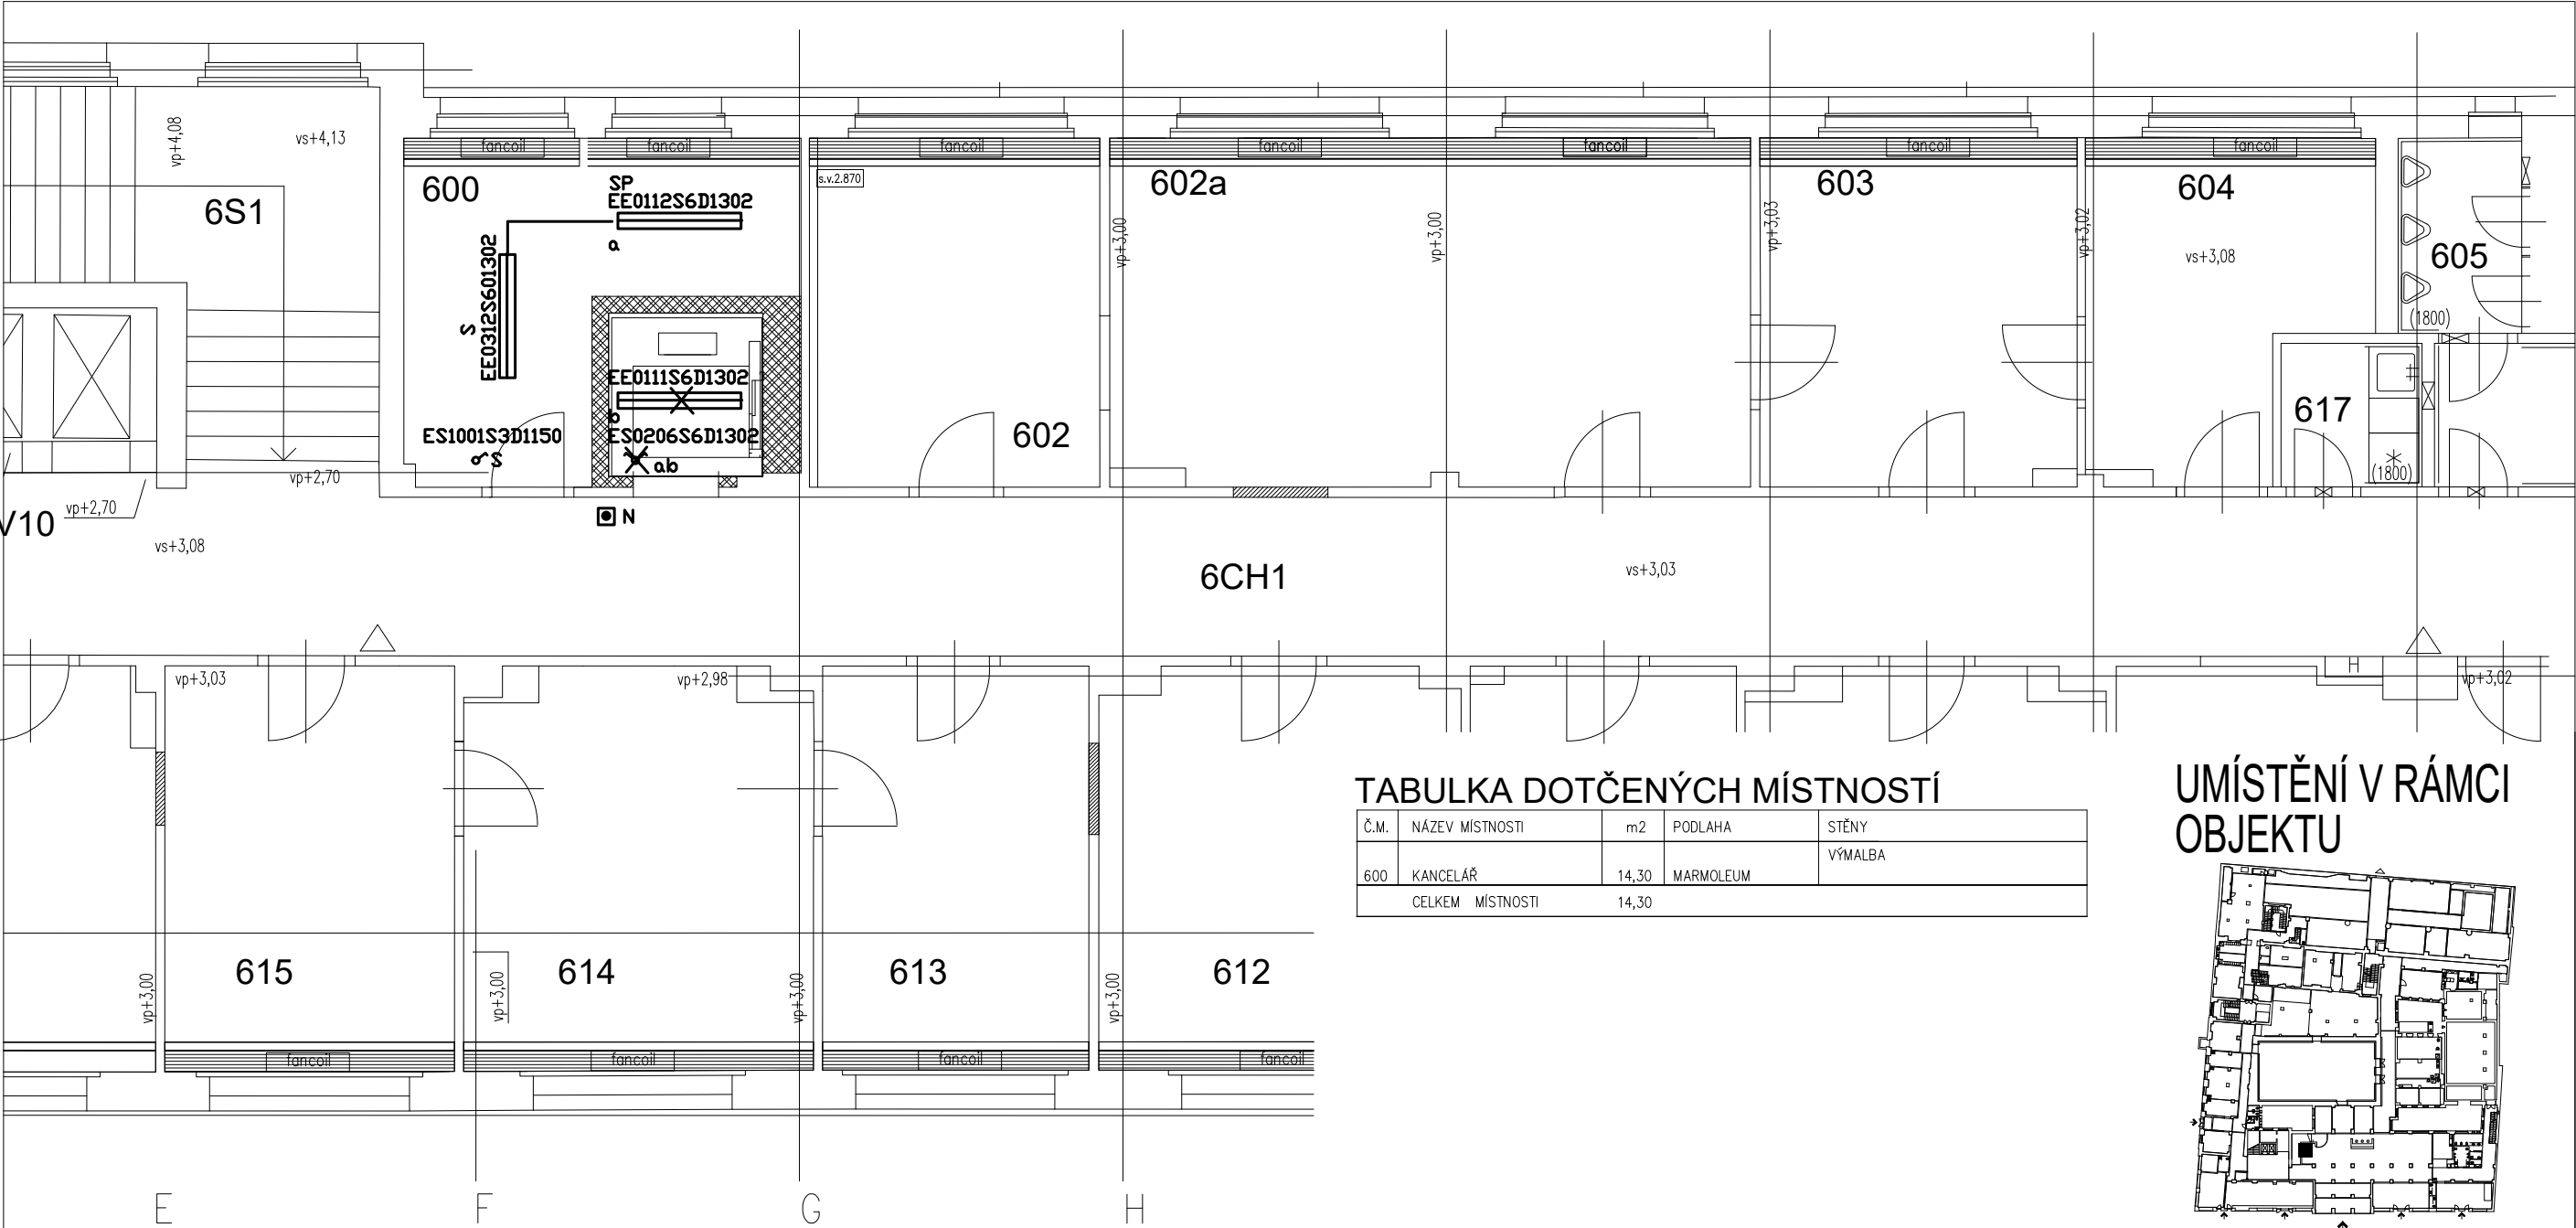 vp+4,08
vs+4,13
6S1
fancoil
fancoil
fancoil
fancoil
fancoil
fancoil
fancoil
600
SP
EE0112S6D1302
a
S
EE0312S601302
EE0111S6D1302
b
ES1001S3D1150
S
ES0206S6D1302
ab
N
s.v.2.870
602
602a
vp+3,00
vp+3,00
603
vp+3,03
vp+3,02
604
vs+3,08
605
(1800)
617
(1800)
vp+2,70
vp+2,70
V10
vs+3,08
6CH1
vs+3,03
vp+3,03
vp+2,98
H
vp+3,02
615
614
613
612
vp+3,00
vp+3,00
vp+3,00
vp+3,00
fancoil
fancoil
fancoil
fancoil
E
F
G
H
TABULKA DOTČENÝCH MÍSTNOSTÍ
Č.M. NÁZEV MÍSTNOSTI m2 PODLAHA STĚNY
VÝMALBA
600 KANCELÁŘ 14,30 MARMOLEUM
CELKEM MÍSTNOSTI 14,30
UMÍSTĚNÍ V RÁMCI
OBJEKTU